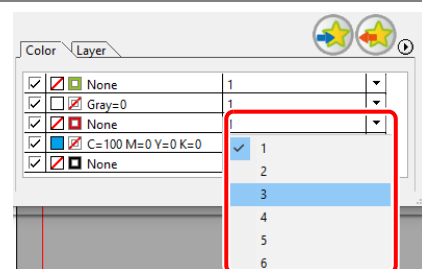 Color Layer
None 1
Gray=0 1
None 1
C=100 M=0 Y=0 K=0
None
1
2
3
4
5
6